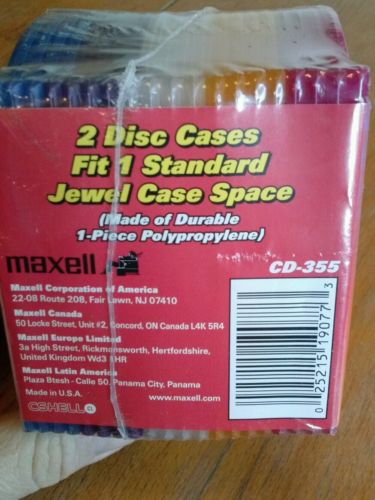 2 Disc Cases
Fit 1 Standard
Jewel Case Space
(Made of Durable
1-Piece Polypropylene)
maxell
CD-355
Maxell Corporation of America
22-08 Route 208, Fair Lawn, NJ 07410
Maxell Canada
50 Locke Street, Unit #2, Concord, ON Canada L4K 5R4
Maxell Europe Limited
3a High Street, Rickmansworth, Hertfordshire,
United Kingdom Wd3 1HR
Maxell Latin America
Plaza Btesh - Calle 50, Panama City, Panama
Made in U.S.A.
www.maxell.com
CSHELL
0 25215 19077 3